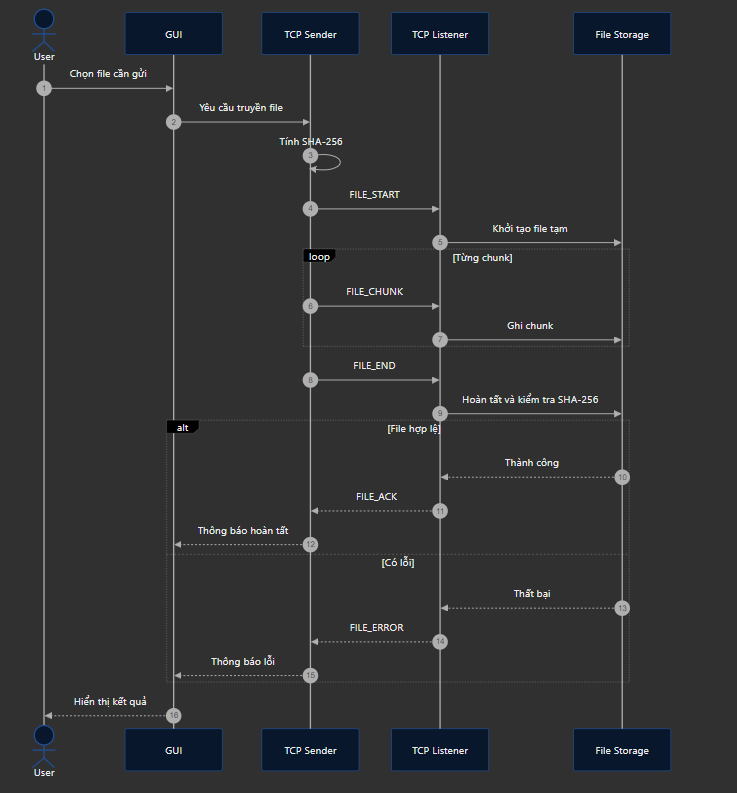 User
GUI
TCP Sender
TCP Listener
File Storage
Chọn file cần gửi
1
Yêu cầu truyền file
2
Tính SHA-256
3
FILE_START
4
Khởi tạo file tạm
5
loop
[Từng chunk]
FILE_CHUNK
6
Ghi chunk
7
FILE_END
8
Hoàn tất và kiểm tra SHA-256
9
alt
[File hợp lệ]
Thành công
10
FILE_ACK
11
Thông báo hoàn tất
12
[Có lỗi]
Thất bại
13
FILE_ERROR
14
Thông báo lỗi
15
Hiển thị kết quả
16
User
GUI
TCP Sender
TCP Listener
File Storage